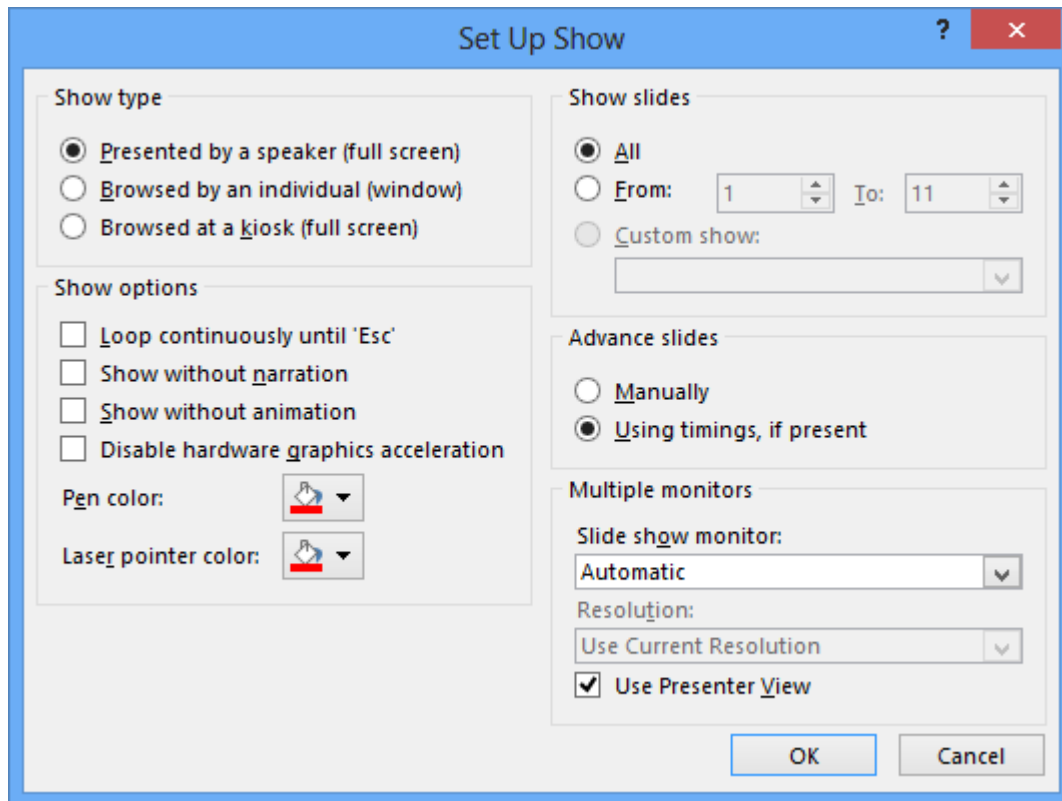 Set Up Show
?
Show type
Presented by a speaker (full screen)
Browsed by an individual (window)
Browsed at a kiosk (full screen)
Show options
Loop continuously until 'Esc'
Show without narration
Show without animation
Disable hardware graphics acceleration
Pen color:
Laser pointer color:
Show slides
All
From: 1 To: 11
Custom show:
Advance slides
Manually
Using timings, if present
Multiple monitors
Slide show monitor:
Automatic
Resolution:
Use Current Resolution
Use Presenter View
OK Cancel